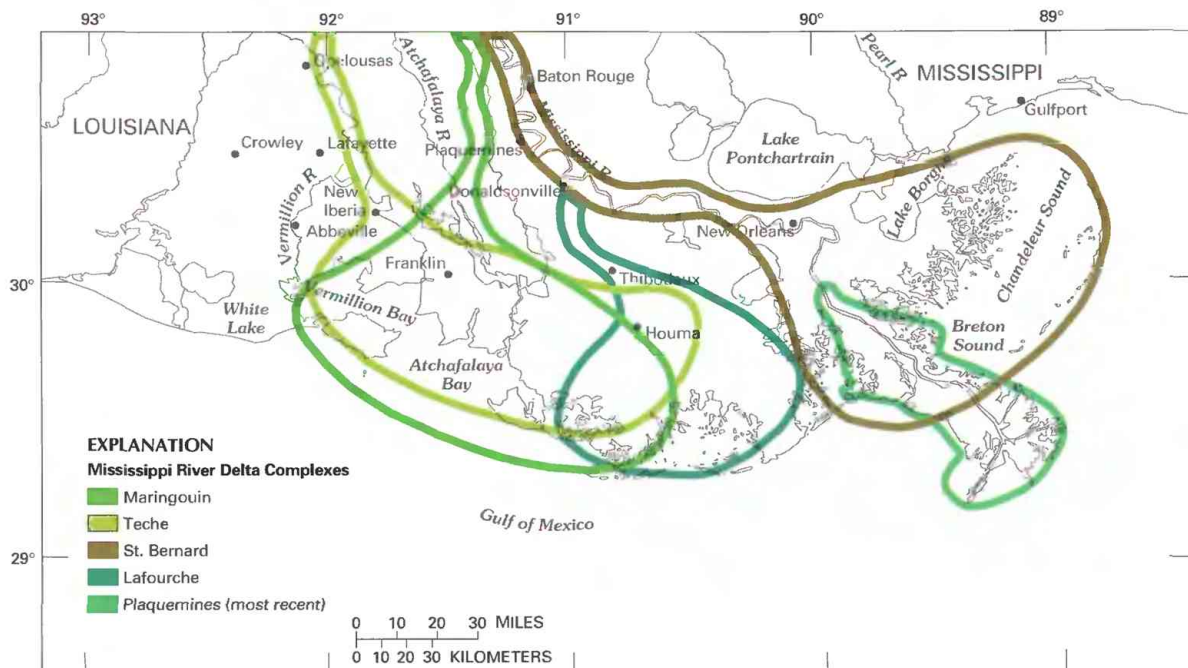 93° 92° 91° 90° 89°
Opelousas
Atchafalaya R
Baton Rouge
Pearl R
MISSISSIPPI
Gulfport
LOUISIANA
Mississippi R
Crowley
Lafayette
Plaquemines
Lake
Pontchartrain
Vermillion R
New
Iberia
Donaldsonville
Lake Borgne
Chandeleur Sound
Abbeville
New Orleans
Franklin
Thibodaux
30°
White
Lake
Vermillion Bay
Houma
Breton
Sound
Atchafalaya
Bay
EXPLANATION
Mississippi River Delta Complexes
Maringouin
Teche
St. Bernard
Lafourche
Plaquemines (most recent)
Gulf of Mexico
29°
0 10 20 30 MILES
0 10 20 30 KILOMETERS